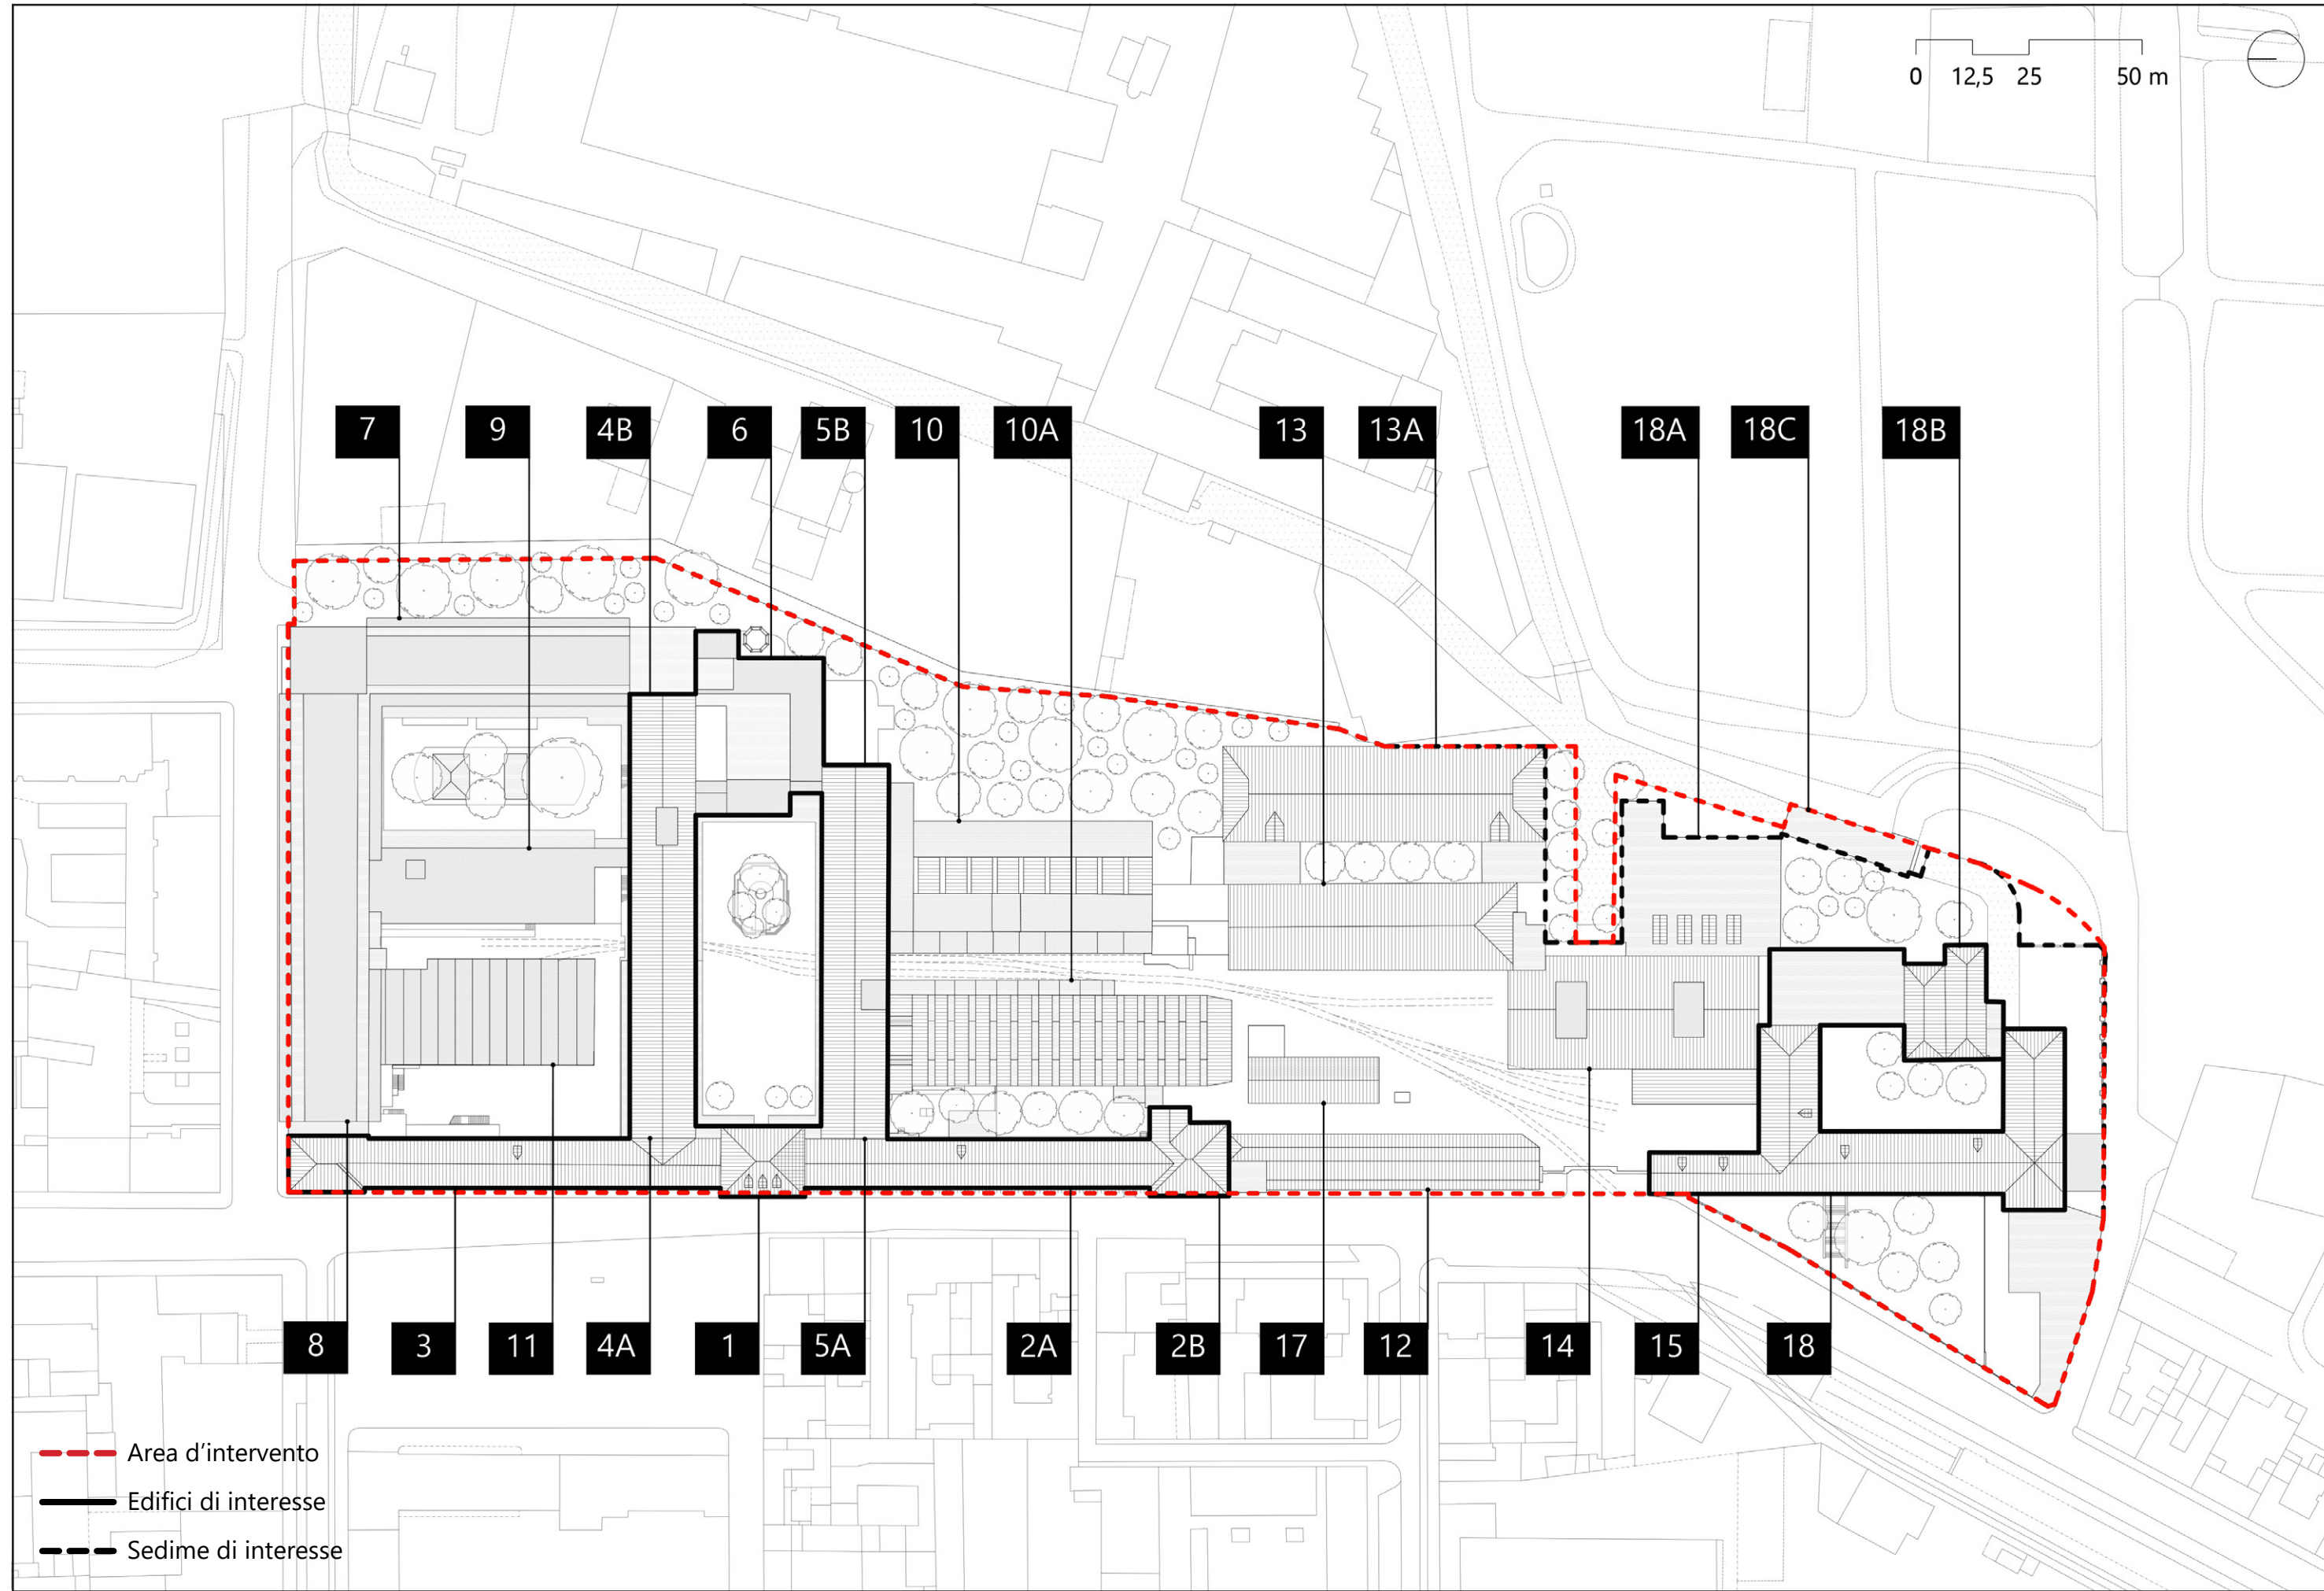 0 12,5 25 50 m
7 9 4B 6 5B 10 10A 13 13A 18A 18C 18B
8 3 11 4A 1 5A 2A 2B 17 12 14 15 18
Area d'intervento
Edifici di interesse
Sedime di interesse